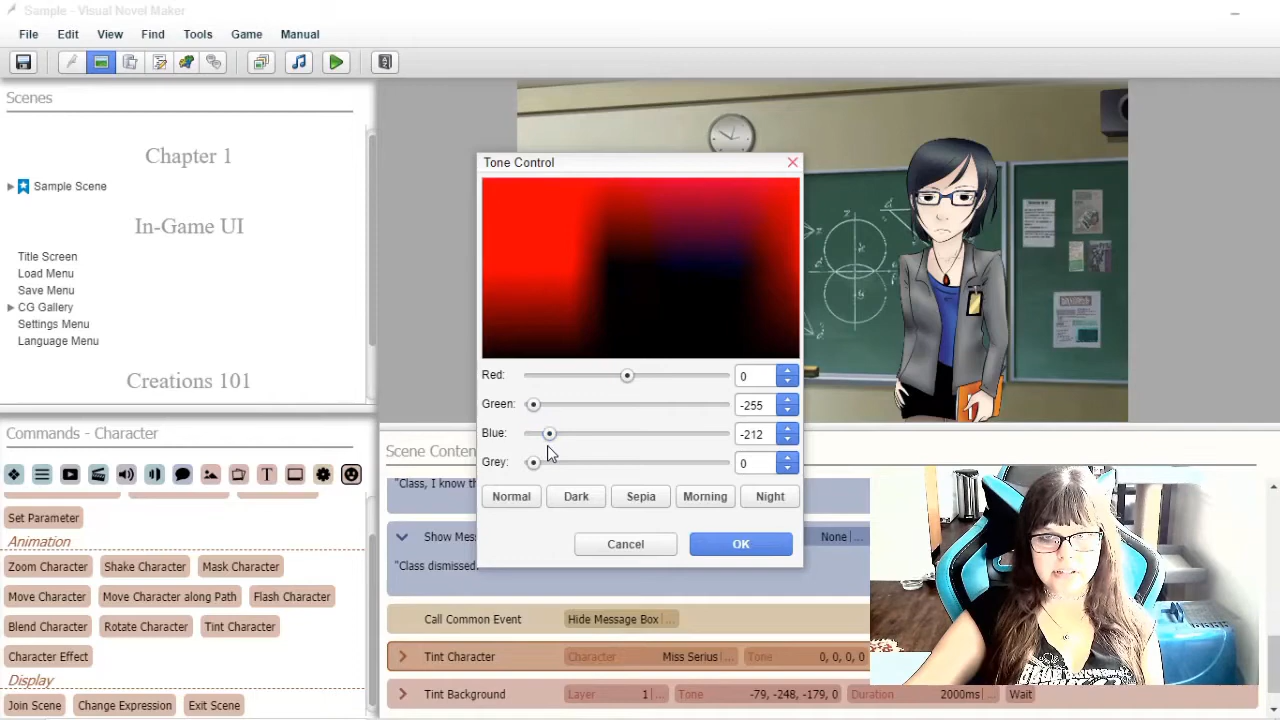 Sample - Visual Novel Maker
File Edit View Find Tools Game Manual
Scenes
Chapter 1
Sample Scene
In-Game UI
Title Screen
Load Menu
Save Menu
CG Gallery
Settings Menu
Language Menu
Creations 101
Commands - Character
Set Parameter
Animation
Zoom Character Shake Character Mask Character
Move Character Move Character along Path Flash Character
Blend Character Rotate Character Tint Character
Character Effect
Display
Join Scene Change Expression Exit Scene
Tone Control
Red: 0
Green: -255
Blue: -212
Grey: 0
Normal Dark Sepia Morning Night
Cancel OK
Scene Conten
"Class, I know th
Show Mess None ...
"Class dismissed.
Call Common Event Hide Message Box ...
Tint Character Character Miss Serius ... Tone 0, 0, 0, 0
Tint Background Layer 1 ... Tone -79, -248, -179, 0 Duration 2000ms ... Wait